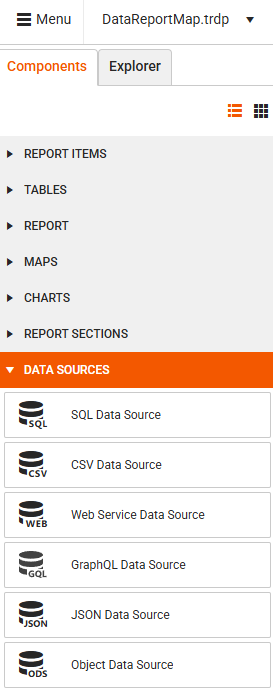 Menu DataReportMap.trdp
Components Explorer
REPORT ITEMS
TABLES
REPORT
MAPS
CHARTS
REPORT SECTIONS
DATA SOURCES
SQL SQL Data Source
CSV CSV Data Source
WEB Web Service Data Source
GQL GraphQL Data Source
JSON JSON Data Source
ODS Object Data Source